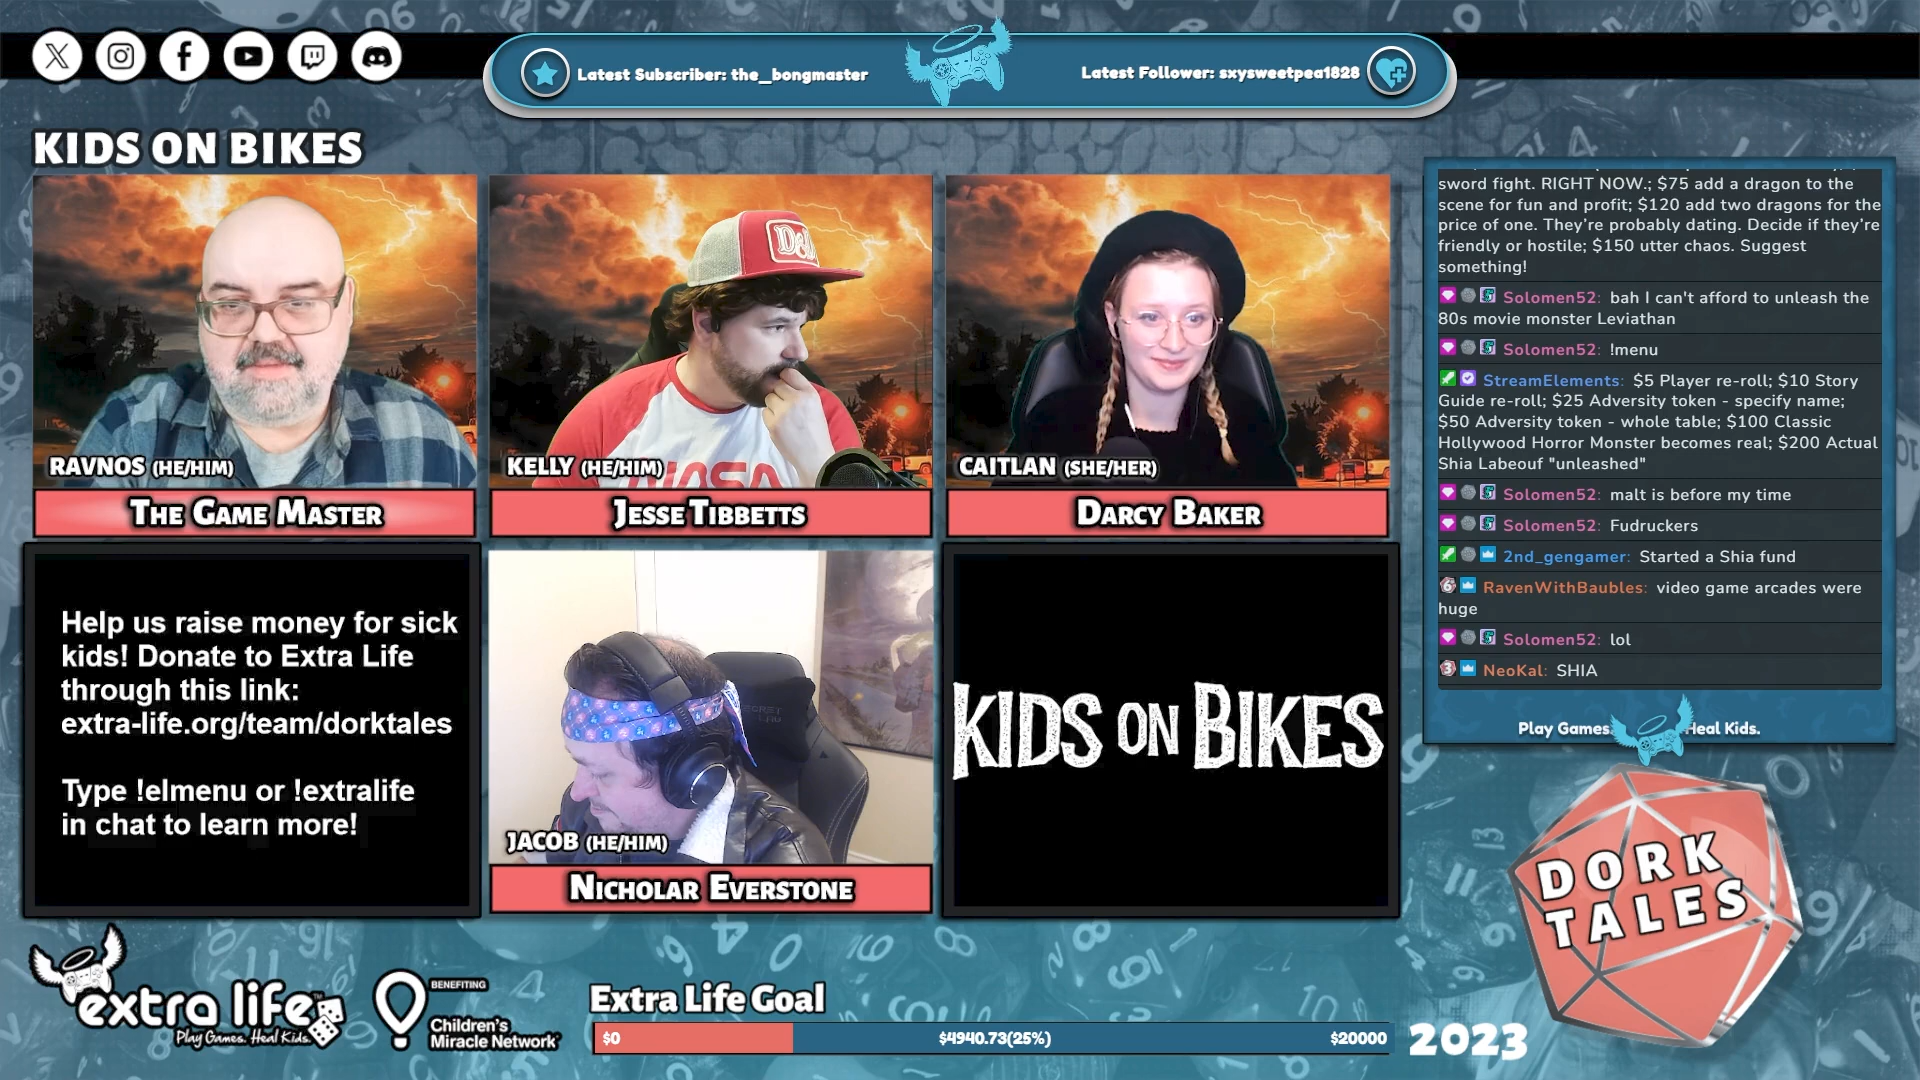 Latest Subscriber: the_bongmaster
Latest Follower: sxysweetpea1828
KIDS ON BIKES
RAVNOS (HE/HIM)
THE GAME MASTER
KELLY (HE/HIM)
JESSE TIBBETTS
CAITLAN (SHE/HER)
DARCY BAKER
Help us raise money for sick
kids! Donate to Extra Life
through this link:
extra-life.org/team/dorktales
Type !elmenu or !extralife
in chat to learn more!
JACOB (HE/HIM)
NICHOLAR EVERSTONE
KIDS ON BIKES
sword fight. RIGHT NOW.; $75 add a dragon to the
scene for fun and profit; $120 add two dragons for the
price of one. They're probably dating. Decide if they're
friendly or hostile; $150 utter chaos. Suggest
something!
Solomen52: bah I can't afford to unleash the
80s movie monster Leviathan
Solomen52: !menu
StreamElements: $5 Player re-roll; $10 Story
Guide re-roll; $25 Adversity token - specify name;
$50 Adversity token - whole table; $100 Classic
Hollywood Horror Monster becomes real; $200 Actual
Shia Labeouf "unleashed"
Solomen52: malt is before my time
Solomen52: Fudruckers
2nd_gengamer: Started a Shia fund
RavenWithBaubles: video game arcades were
huge
Solomen52: lol
NeoKal: SHIA
Play Games. Heal Kids.
DORK
TALES
extra life
Play Games. Heal Kids.
BENEFITING
Children's
Miracle Network
Extra Life Goal
$0 $4940.73(25%) $20000
2023